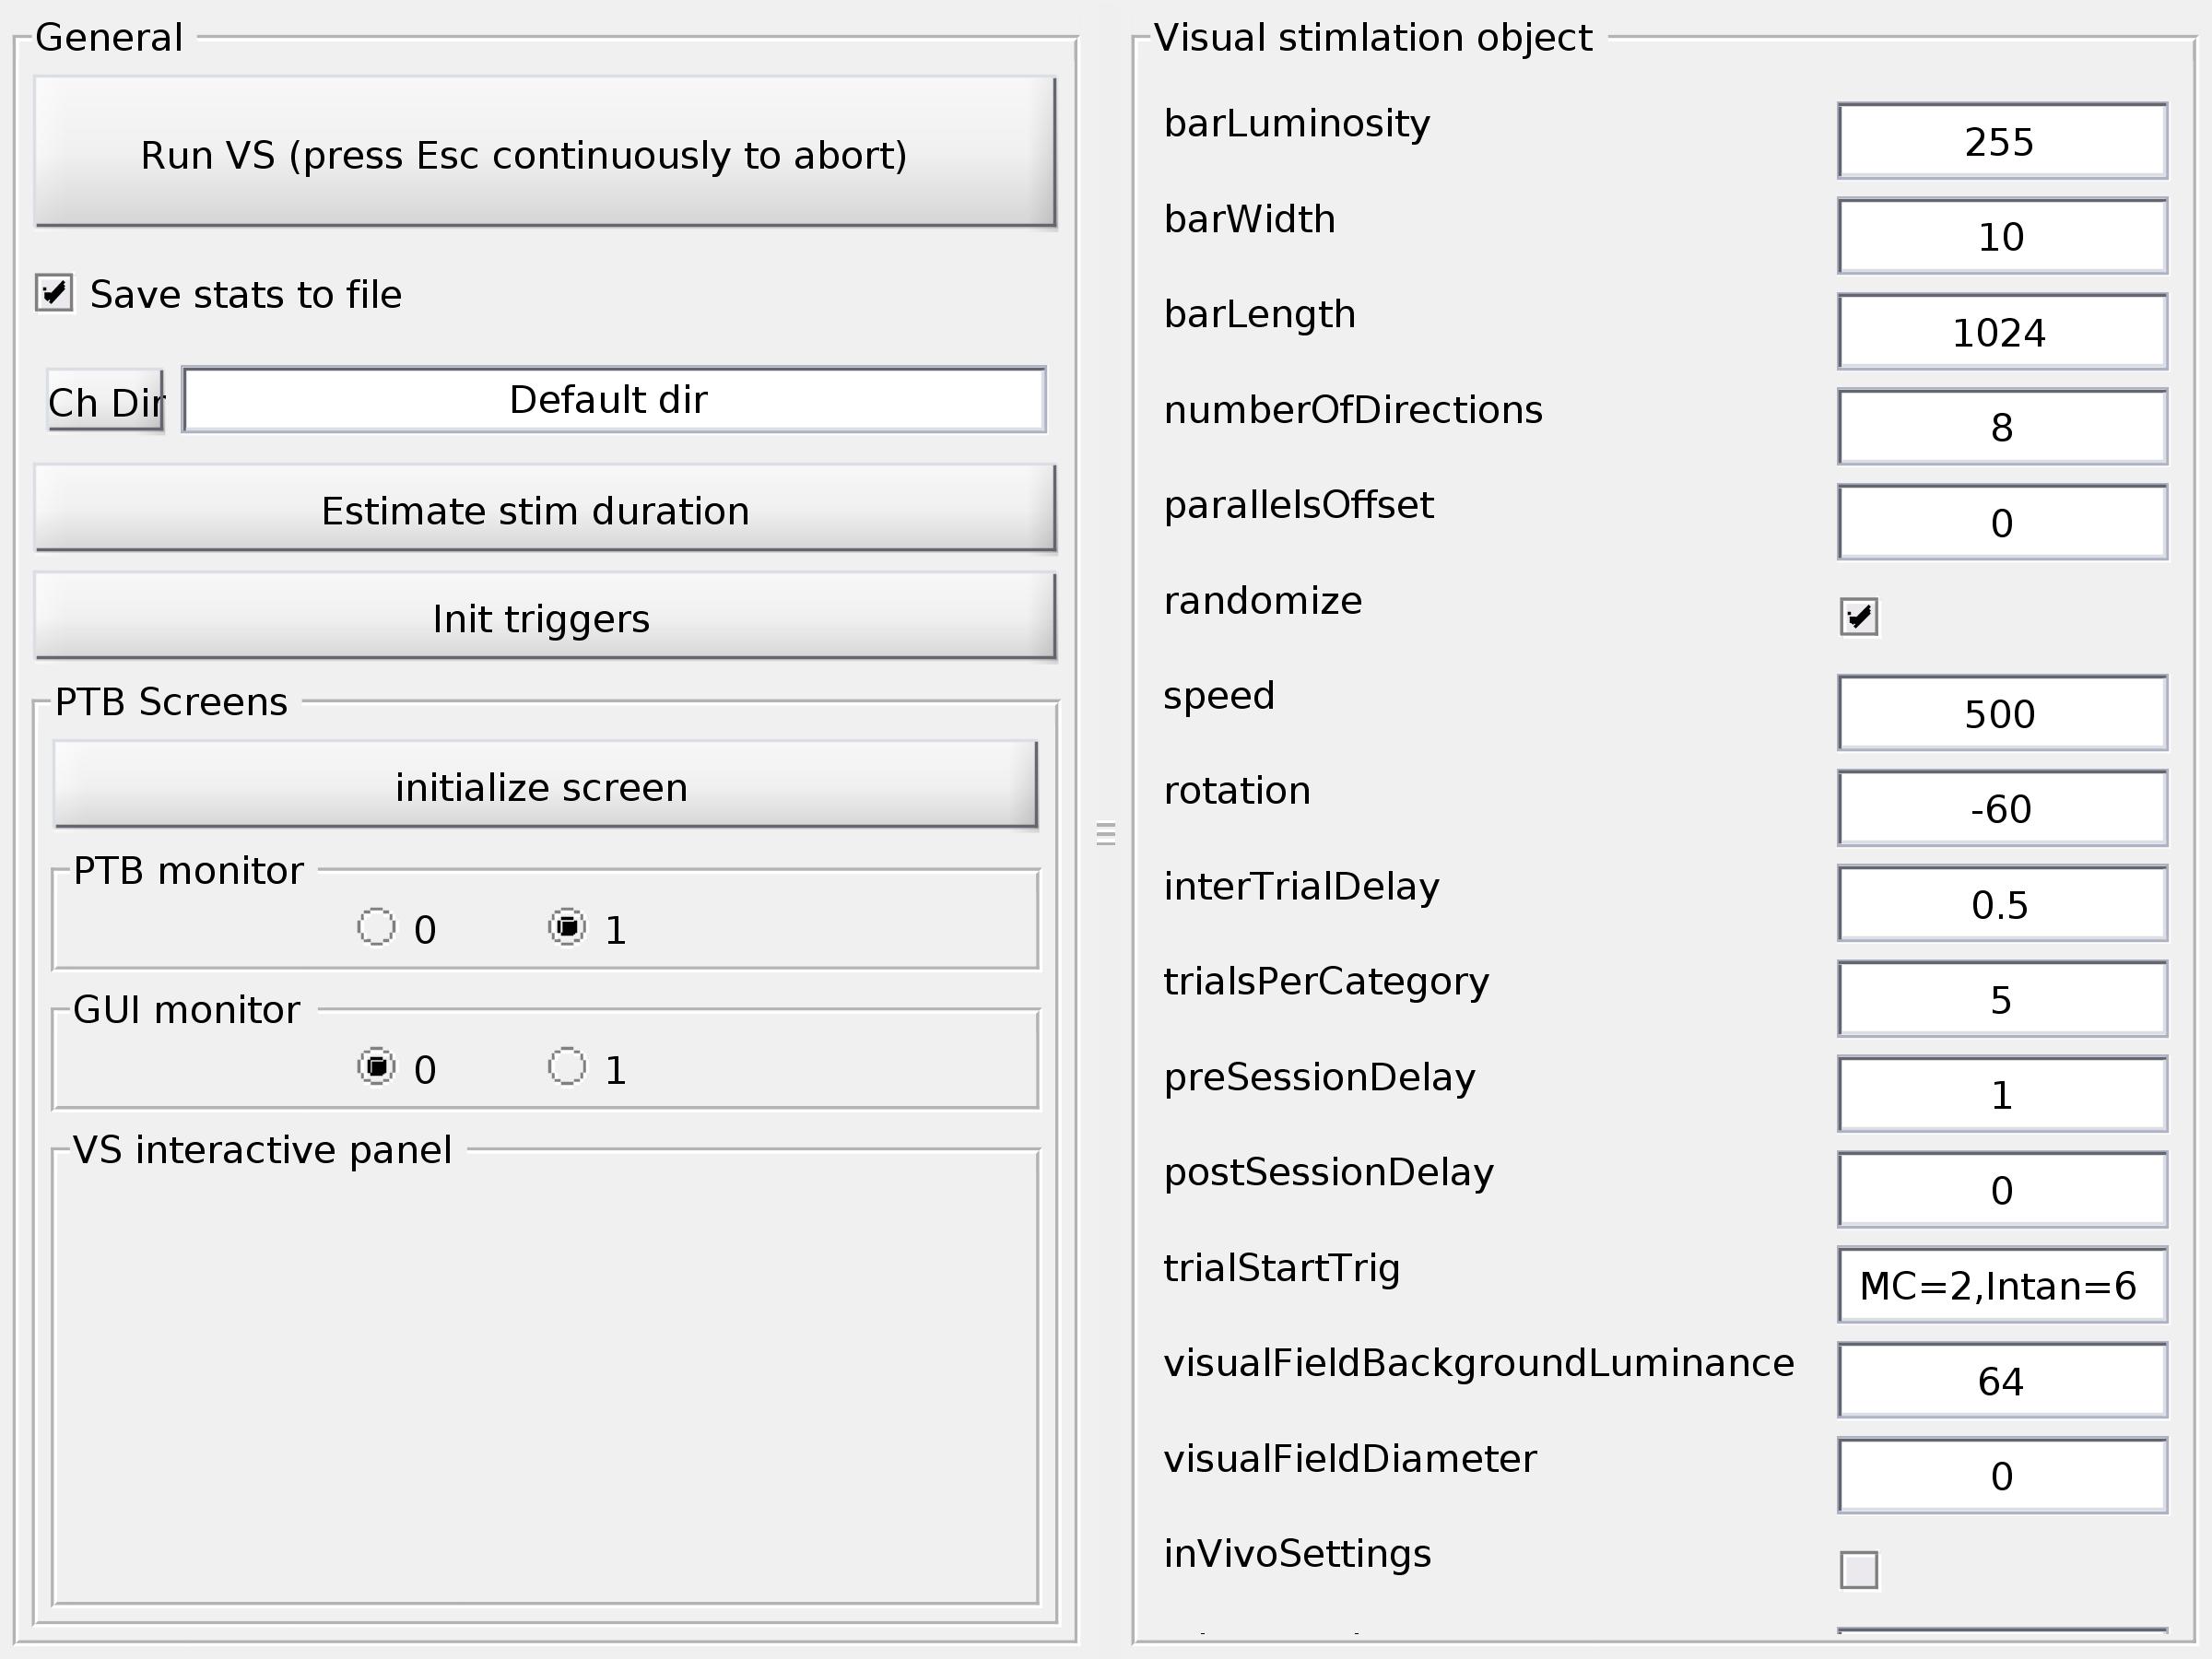 General
Run VS (press Esc continuously to abort)
Save stats to file
Ch Dir
Default dir
Estimate stim duration
Init triggers
PTB Screens
initialize screen
PTB monitor
0 1
GUI monitor
0 1
VS interactive panel
Visual stimlation object
barLuminosity 255
barWidth 10
barLength 1024
numberOfDirections 8
parallelsOffset 0
randomize
speed 500
rotation -60
interTrialDelay 0.5
trialsPerCategory 5
preSessionDelay 1
postSessionDelay 0
trialStartTrig MC=2,Intan=6
visualFieldBackgroundLuminance 64
visualFieldDiameter 0
inVivoSettings